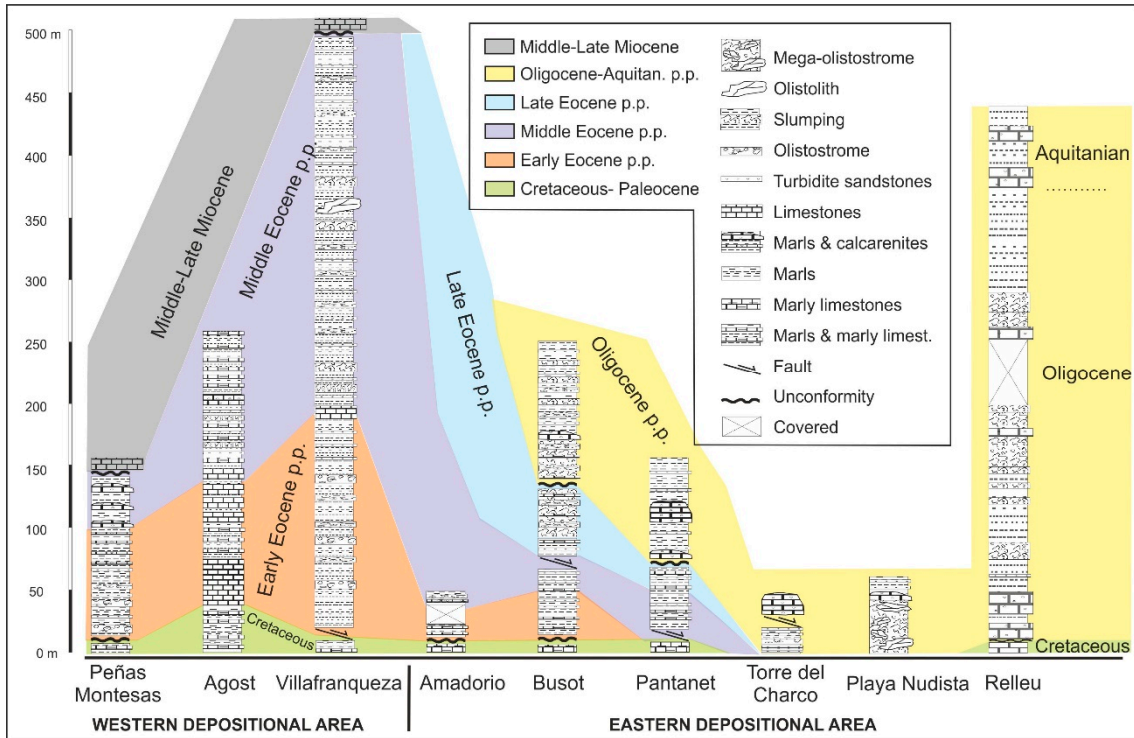 500 m
450
400
350
300
250
200
150
100
50
0 m
Middle-Late Miocene
Oligocene-Aquitan. p.p.
Late Eocene p.p.
Middle Eocene p.p.
Early Eocene p.p.
Cretaceous- Paleocene
Mega-olistostrome
Olistolith
Slumping
Olistostrome
Turbidite sandstones
Limestones
Marls & calcarenites
Marls
Marly limestones
Marls & marly limest.
Fault
Unconformity
Covered
Middle-Late Miocene
Middle Eocene p.p.
Early Eocene p.p.
Cretaceous
Late Eocene p.p.
Oligocene p.p.
Aquitanian
Oligocene
Cretaceous
Peñas
Montesas
Agost
Villafranqueza
Amadorio
Busot
Pantanet
Torre del
Charco
Playa Nudista
Relleu
WESTERN DEPOSITIONAL AREA
EASTERN DEPOSITIONAL AREA